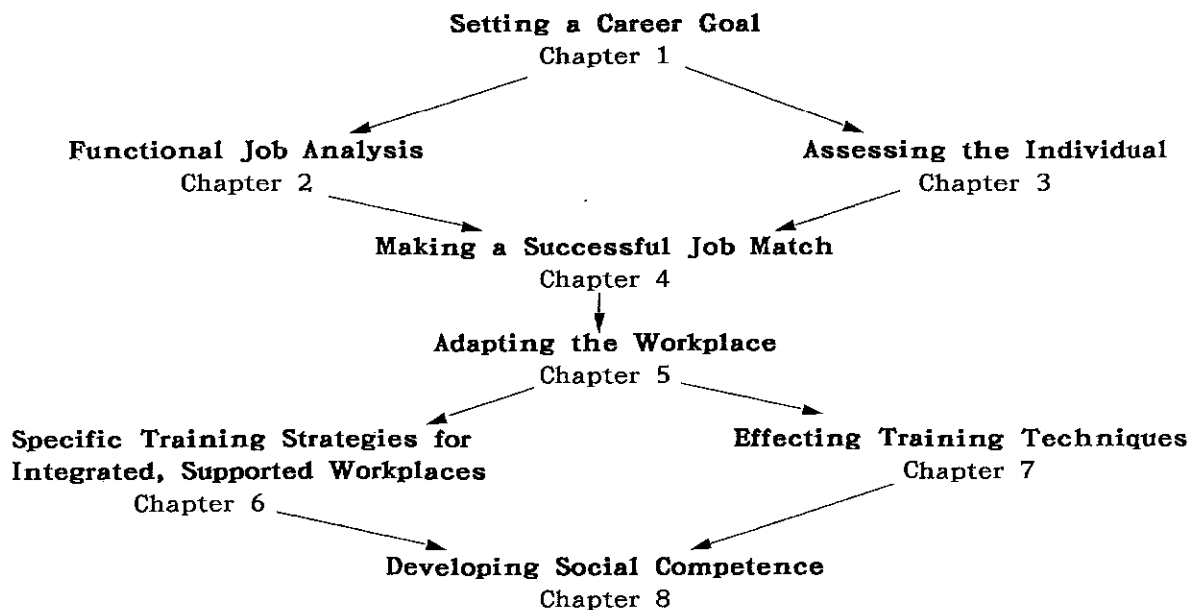 Setting a Career Goal
Chapter 1
Functional Job Analysis
Chapter 2
Assessing the Individual
Chapter 3
Making a Successful Job Match
Chapter 4
Adapting the Workplace
Chapter 5
Specific Training Strategies for
Integrated, Supported Workplaces
Chapter 6
Effecting Training Techniques
Chapter 7
Developing Social Competence
Chapter 8